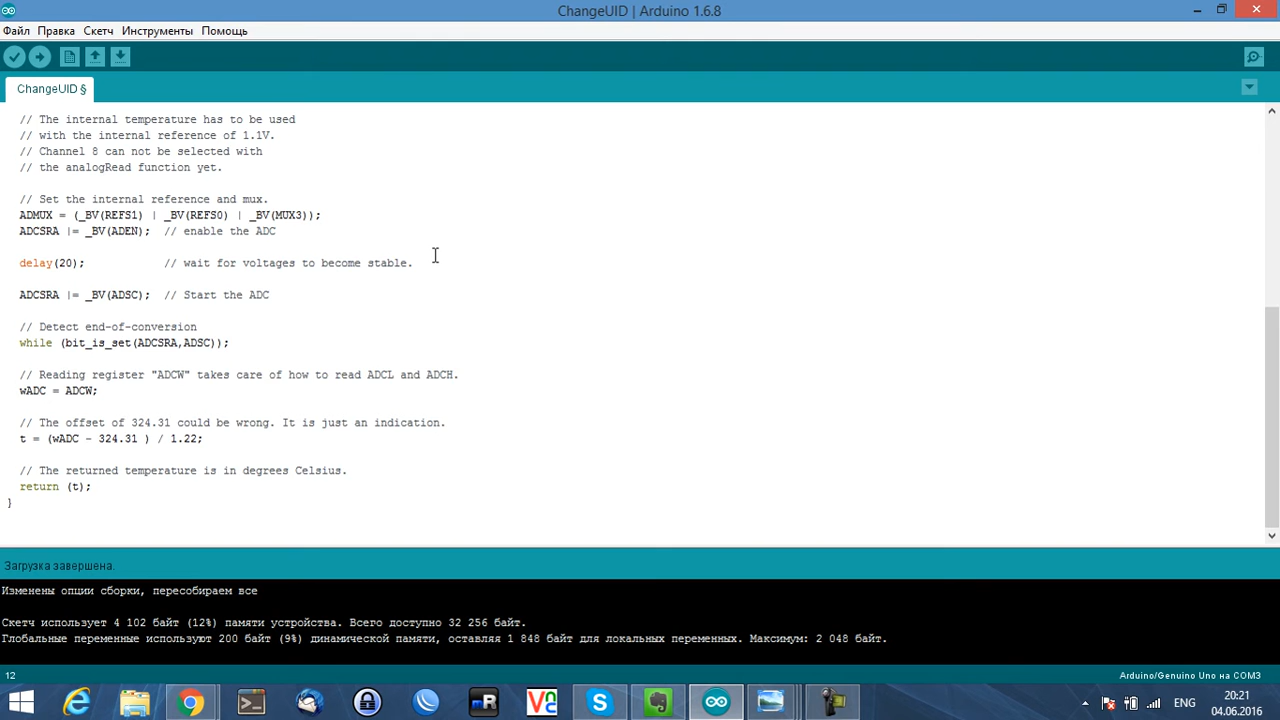 ChangeUID | Arduino 1.6.8
Файл Правка Скетч Инструменты Помощь
ChangeUID §
// The internal temperature has to be used
// with the internal reference of 1.1V.
// Channel 8 can not be selected with
// the analogRead function yet.
// Set the internal reference and mux.
ADMUX = (_BV(REFS1) | _BV(REFS0) | _BV(MUX3));
ADCSRA |= _BV(ADEN);  // enable the ADC
delay(20);            // wait for voltages to become stable.
ADCSRA |= _BV(ADSC);  // Start the ADC
// Detect end-of-conversion
while (bit_is_set(ADCSRA,ADSC));
// Reading register "ADCW" takes care of how to read ADCL and ADCH.
wADC = ADCW;
// The offset of 324.31 could be wrong. It is just an indication.
t = (wADC - 324.31 ) / 1.22;
// The returned temperature is in degrees Celsius.
return (t);
}
Загрузка завершена.
Изменены опции сборки, пересобираем все
Скетч использует 4 102 байт (12%) памяти устройства. Всего доступно 32 256 байт.
Глобальные переменные используют 200 байт (9%) динамической памяти, оставляя 1 848 байт для локальных переменных. Максимум: 2 048 байт.
12 Arduino/Genuino Uno на COM3
ENG 20:21
04.06.2016